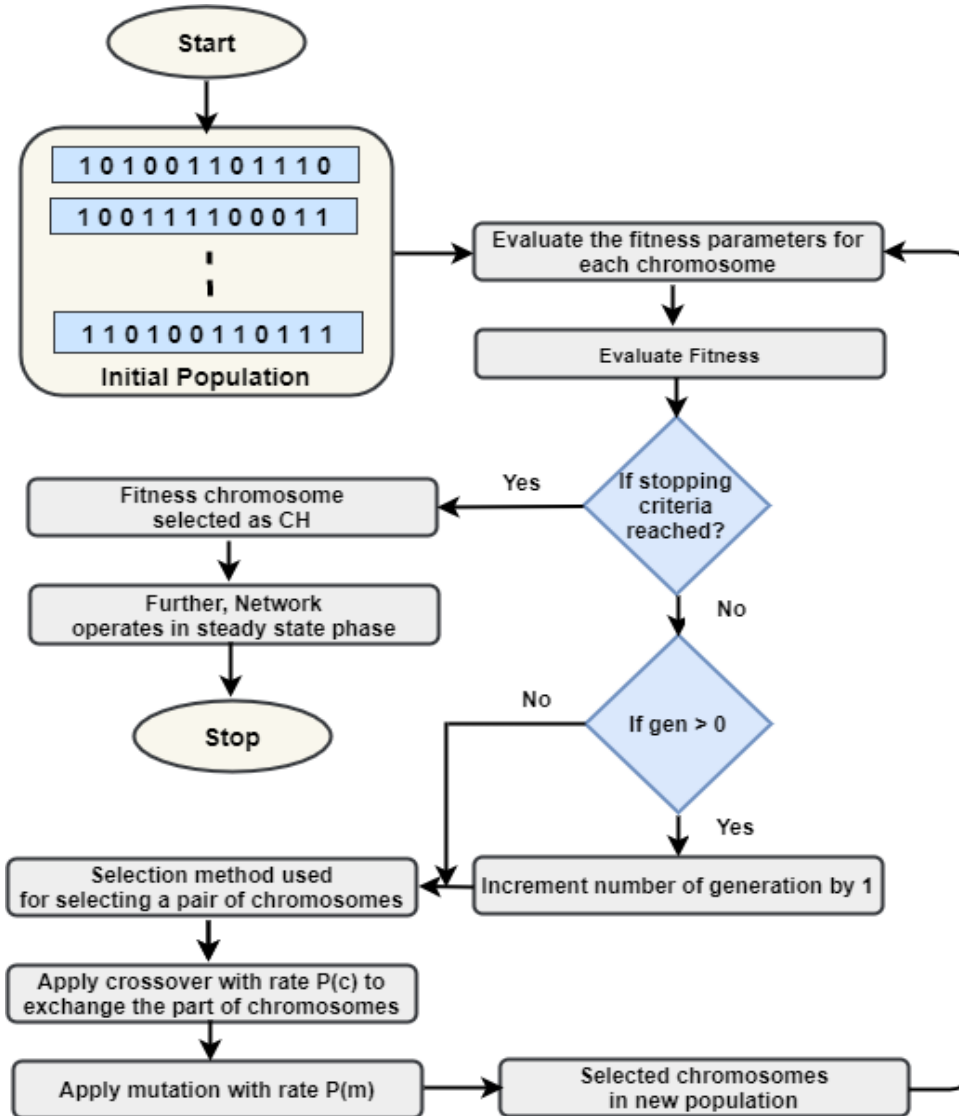 Start
1 0 1 0 0 1 1 0 1 1 1 0
1 0 0 1 1 1 1 0 0 0 1 1
1 1 0 1 0 0 1 1 0 1 1 1
Initial Population
Evaluate the fitness parameters for
each chromosome
Evaluate Fitness
If stopping
criteria
reached?
Yes
Fitness chromosome
selected as CH
Further, Network
operates in steady state phase
Stop
No
If gen > 0
No
Yes
Increment number of generation by 1
Selection method used
for selecting a pair of chromosomes
Apply crossover with rate P(c) to
exchange the part of chromosomes
Apply mutation with rate P(m)
Selected chromosomes
in new population